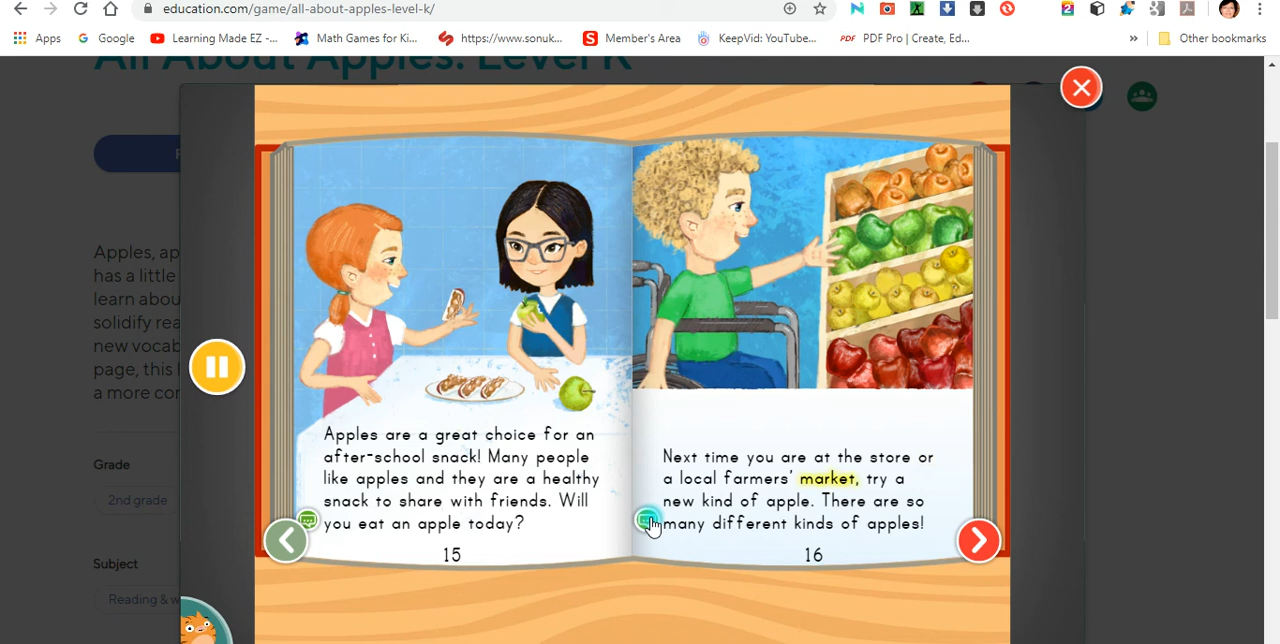 education.com/game/all-about-apples-level-k/
Apps Google Learning Made EZ -... Math Games for Ki... https://www.sonuk... Member's Area KeepVid: YouTube... PDF PDF Pro | Create, Ed... » Other bookmarks
All About Apples: Level K
Apples, ap
has a little
learn abou
solidify rea
new vocab
page, this
a more cor
Grade
2nd grade
Subject
Reading & w
Apples are a great choice for an
after-school snack! Many people
like apples and they are a healthy
snack to share with friends. Will
you eat an apple today?
15
Next time you are at the store or
a local farmers' market, try a
new kind of apple. There are so
many different kinds of apples!
16